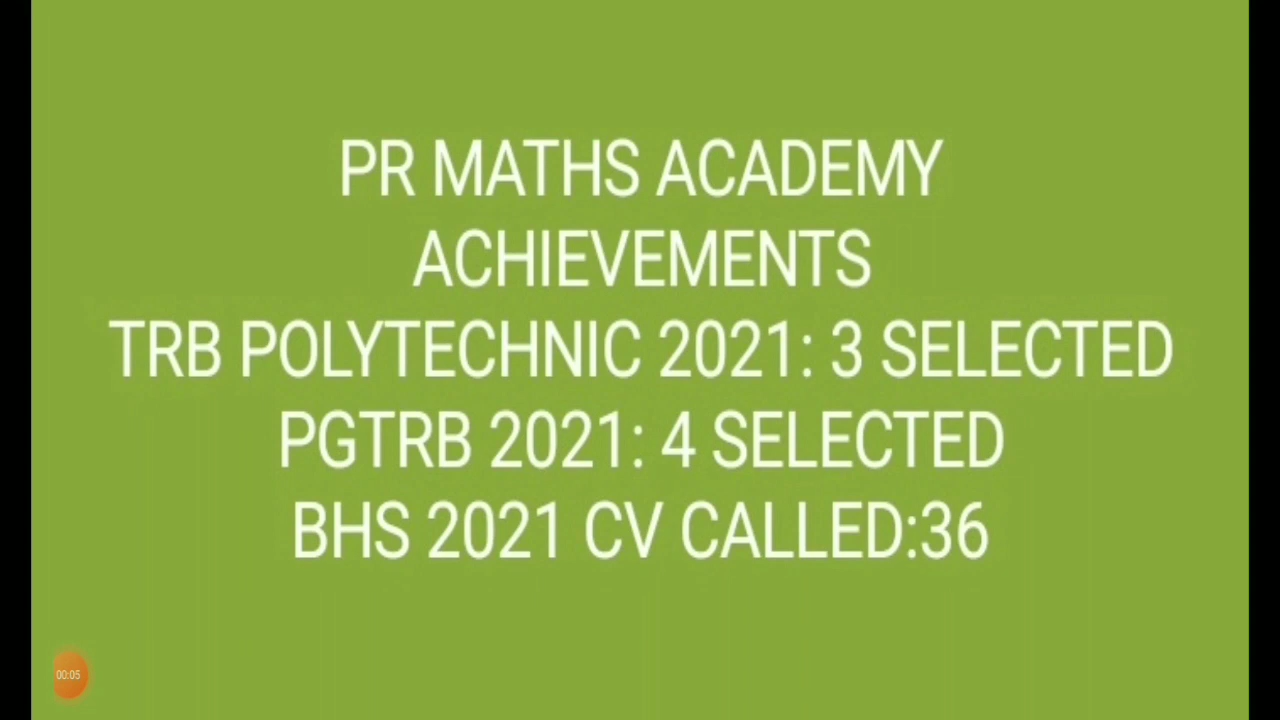 PR MATHS ACADEMY
ACHIEVEMENTS
TRB POLYTECHNIC 2021: 3 SELECTED
PGTRB 2021: 4 SELECTED
BHS 2021 CV CALLED:36
00:05